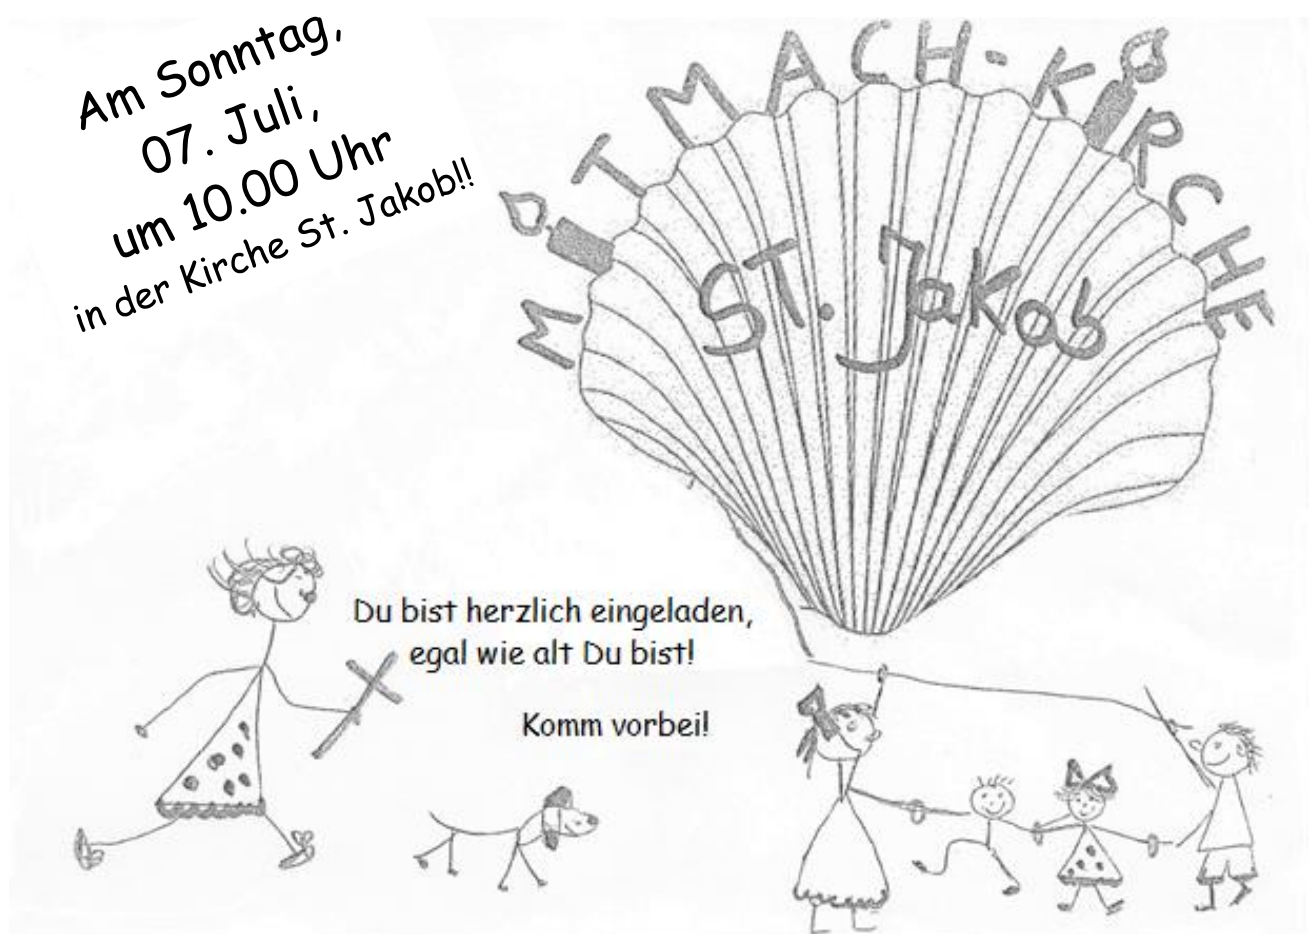 Am Sonntag,
07. Juli,
um 10.00 Uhr
in der Kirche St. Jakob!!
MITMACH-KIRCHE
ST. Jakob
Du bist herzlich eingeladen,
egal wie alt Du bist!
Komm vorbei!